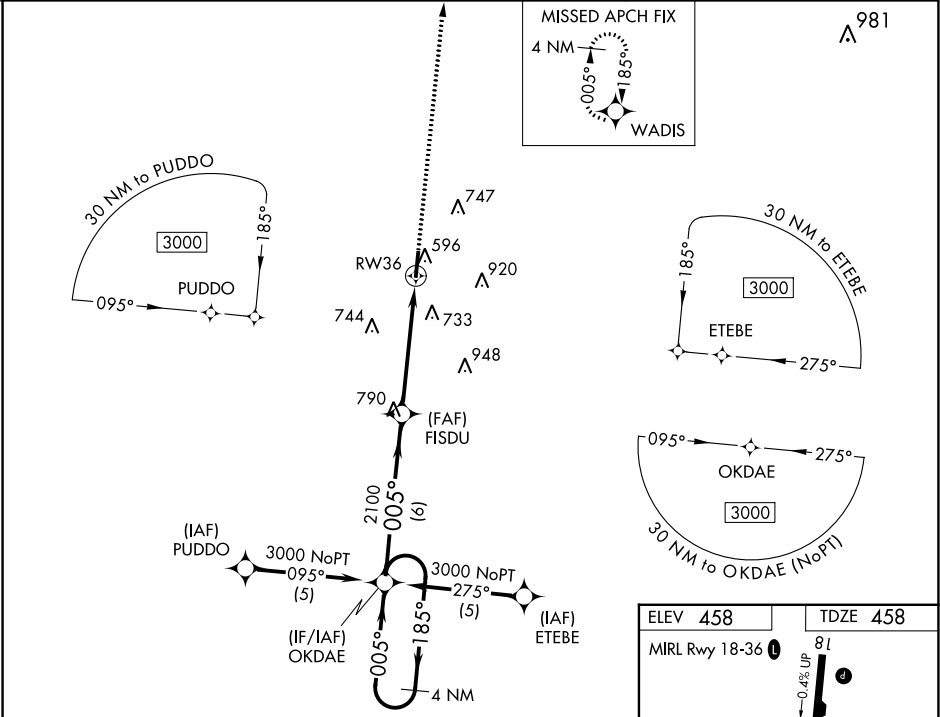 MISSED APCH FIX
4 NM
005°
185°
WADIS
981
30 NM to PUDDO
3000
185°
PUDDO
095°
747
596
RW36
920
744
733
948
790
(FAF)
FISDU
30 NM to ETEBE
185°
3000
ETEBE
275°
095°
275°
OKDAE
3000
30 NM to OKDAE (NoPT)
2100
005°
(6)
(IAF)
PUDDO
3000 NoPT
095°
(5)
3000 NoPT
275°
(5)
(IAF)
ETEBE
(IF/IAF)
OKDAE
005°
185°
4 NM
ELEV 458
TDZE 458
MIRL Rwy 18-36 L
18
0.4% UP
P